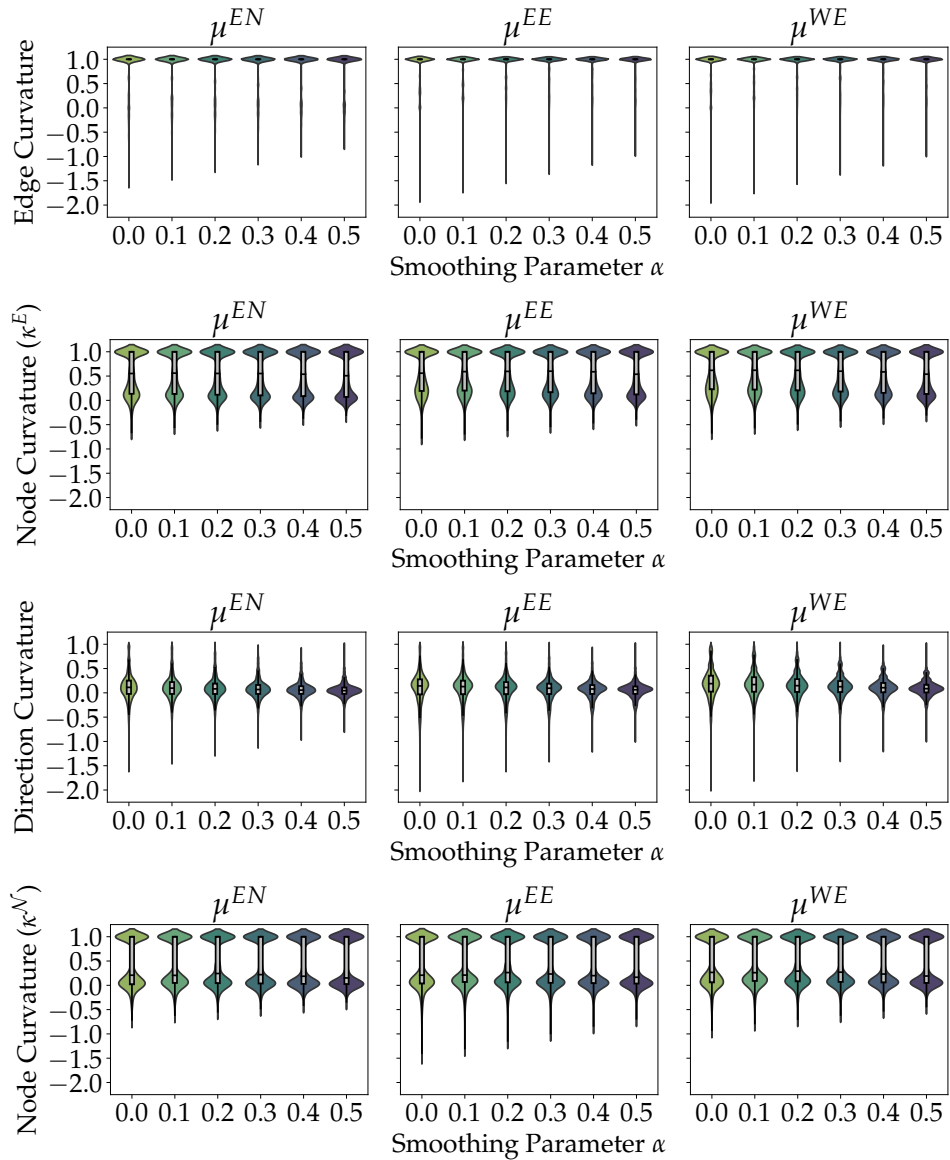 μ^EN μ^EE μ^WE
Edge Curvature
1.0
0.5
0.0
−0.5
−1.0
−1.5
−2.0
0.0 0.1 0.2 0.3 0.4 0.5 0.0 0.1 0.2 0.3 0.4 0.5 0.0 0.1 0.2 0.3 0.4 0.5
Smoothing Parameter α
μ^EN μ^EE μ^WE
Node Curvature (κ^E)
1.0
0.5
0.0
−0.5
−1.0
−1.5
−2.0
0.0 0.1 0.2 0.3 0.4 0.5 0.0 0.1 0.2 0.3 0.4 0.5 0.0 0.1 0.2 0.3 0.4 0.5
Smoothing Parameter α
μ^EN μ^EE μ^WE
Direction Curvature
1.0
0.5
0.0
−0.5
−1.0
−1.5
−2.0
0.0 0.1 0.2 0.3 0.4 0.5 0.0 0.1 0.2 0.3 0.4 0.5 0.0 0.1 0.2 0.3 0.4 0.5
Smoothing Parameter α
μ^EN μ^EE μ^WE
Node Curvature (κ^𝒩)
1.0
0.5
0.0
−0.5
−1.0
−1.5
−2.0
0.0 0.1 0.2 0.3 0.4 0.5 0.0 0.1 0.2 0.3 0.4 0.5 0.0 0.1 0.2 0.3 0.4 0.5
Smoothing Parameter α